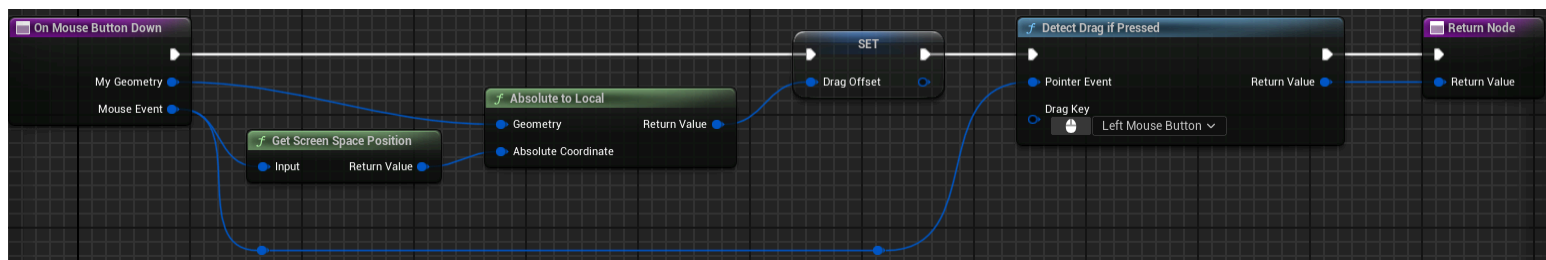 On Mouse Button Down
My Geometry
Mouse Event
f Get Screen Space Position
Input Return Value
f Absolute to Local
Geometry Return Value
Absolute Coordinate
SET
Drag Offset
f Detect Drag if Pressed
Pointer Event Return Value
Drag Key
Left Mouse Button
Return Node
Return Value